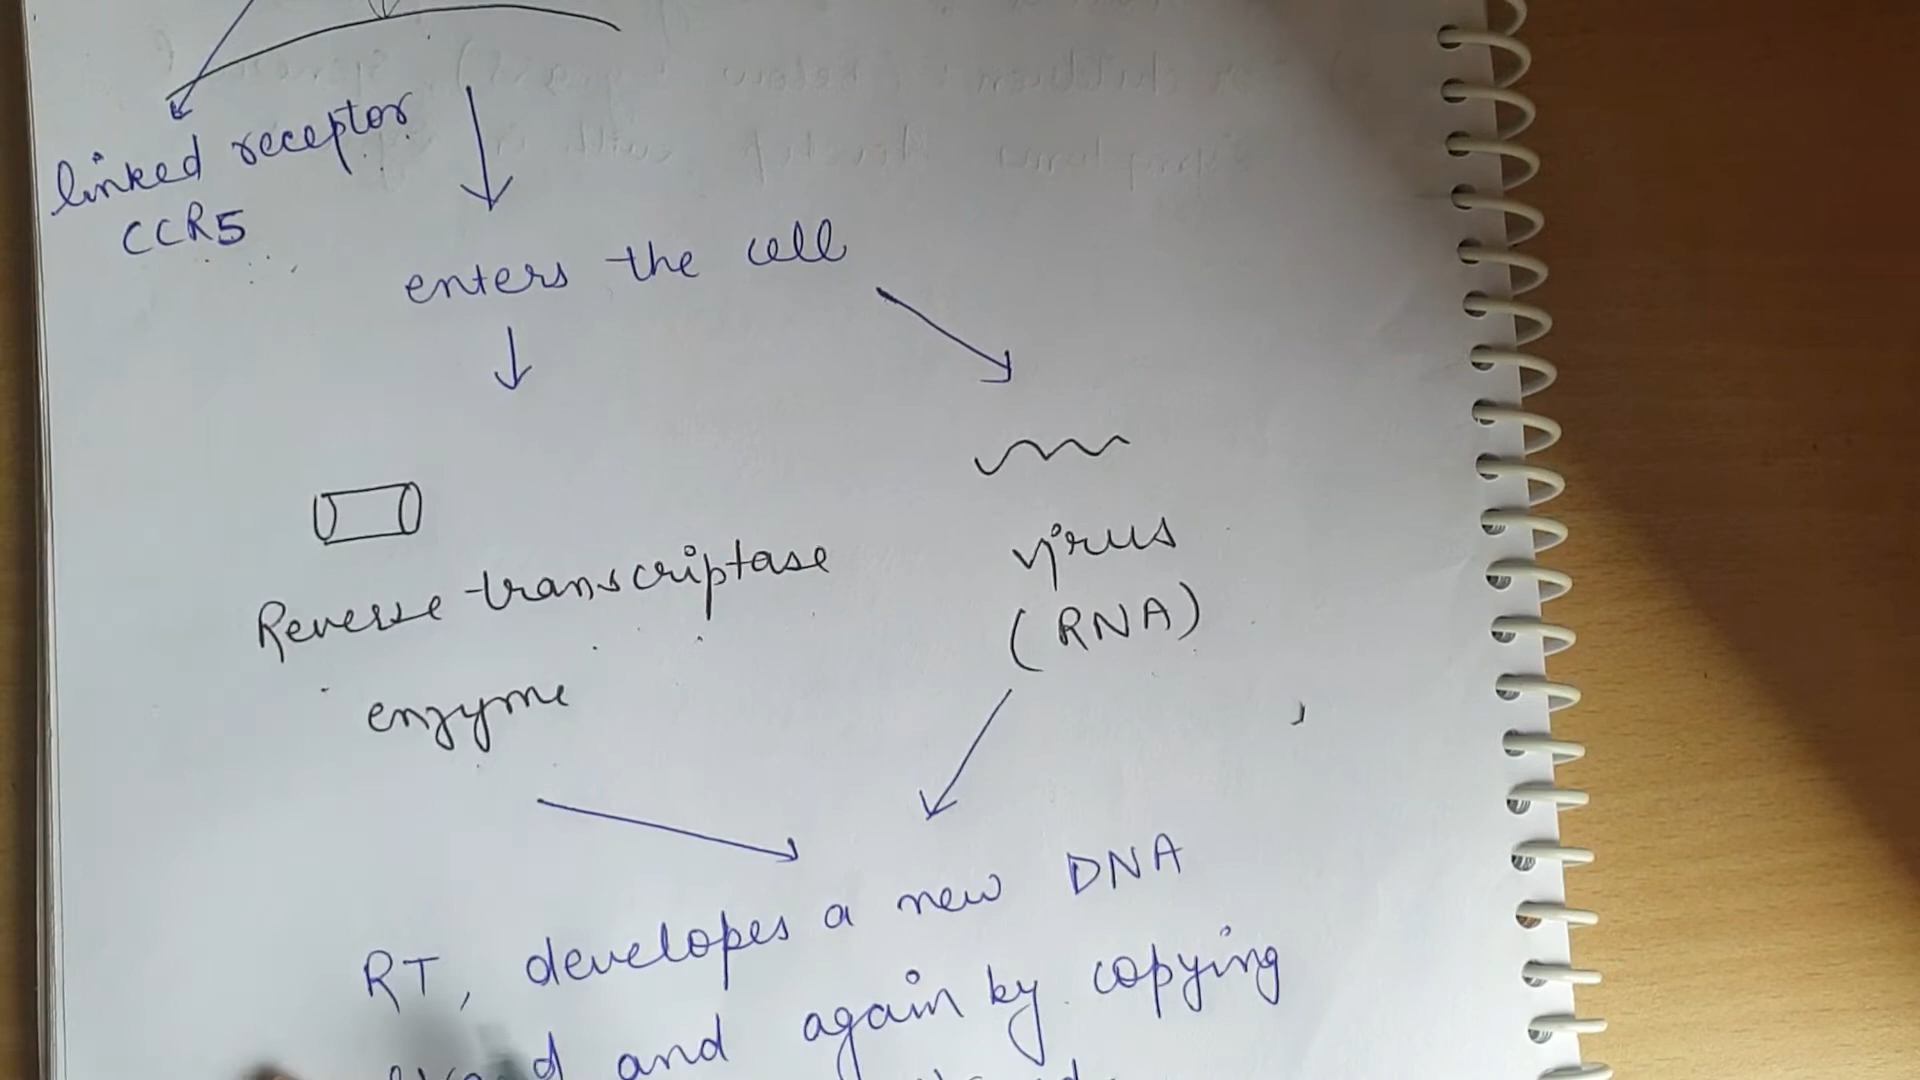 linked receptor
CCR5
enters the cell
Reverse transcriptase
enzyme
virus
(RNA)
RT, developes a new DNA
and again by copying